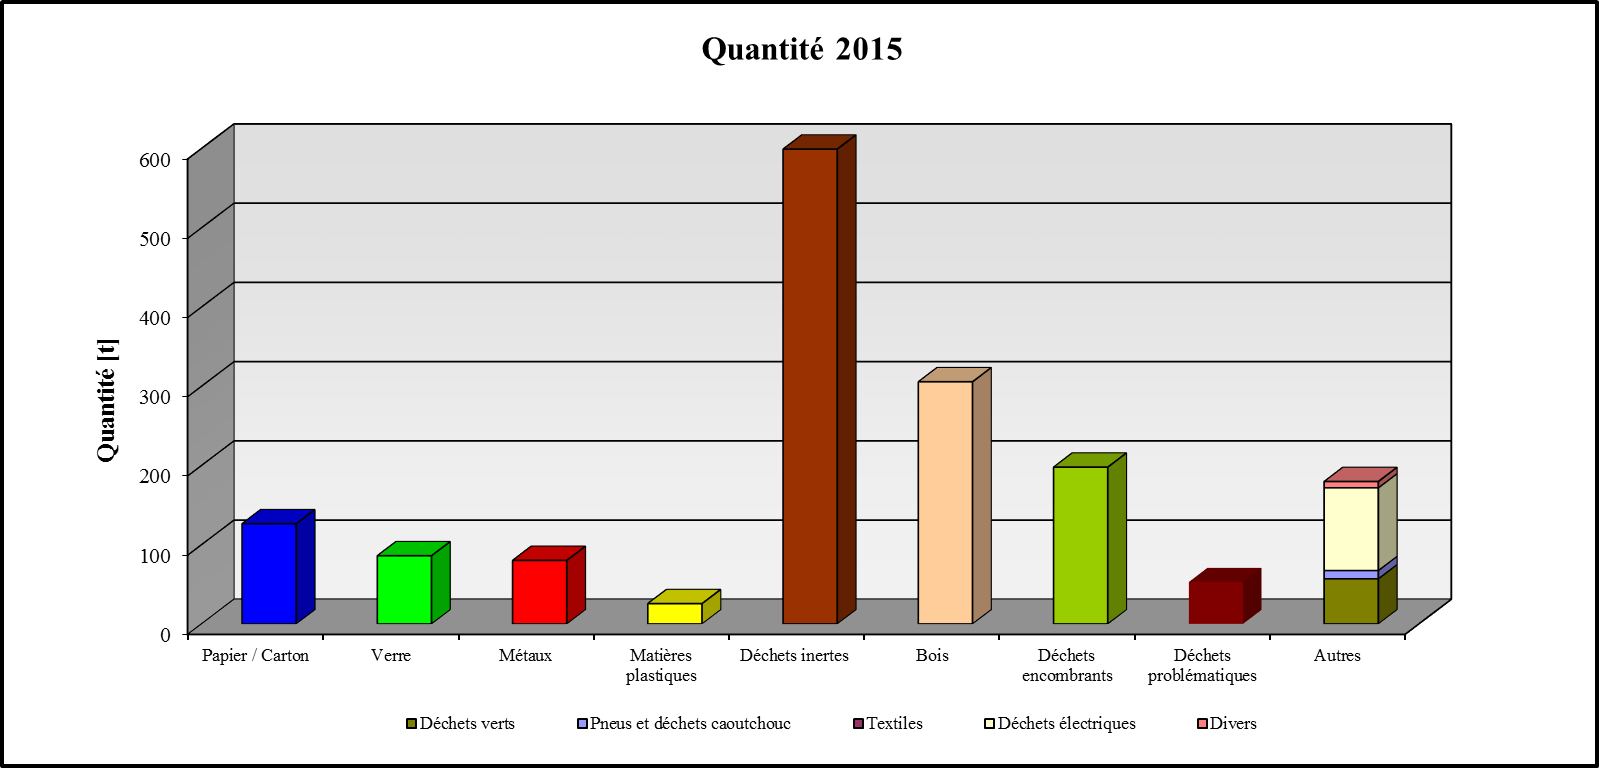 Quantité 2015
Quantité [t]
600
500
400
300
200
100
0
Papier / Carton
Verre
Métaux
Matières
plastiques
Déchets inertes
Bois
Déchets
encombrants
Déchets
problématiques
Autres
Déchets verts
Pneus et déchets caoutchouc
Textiles
Déchets électriques
Divers